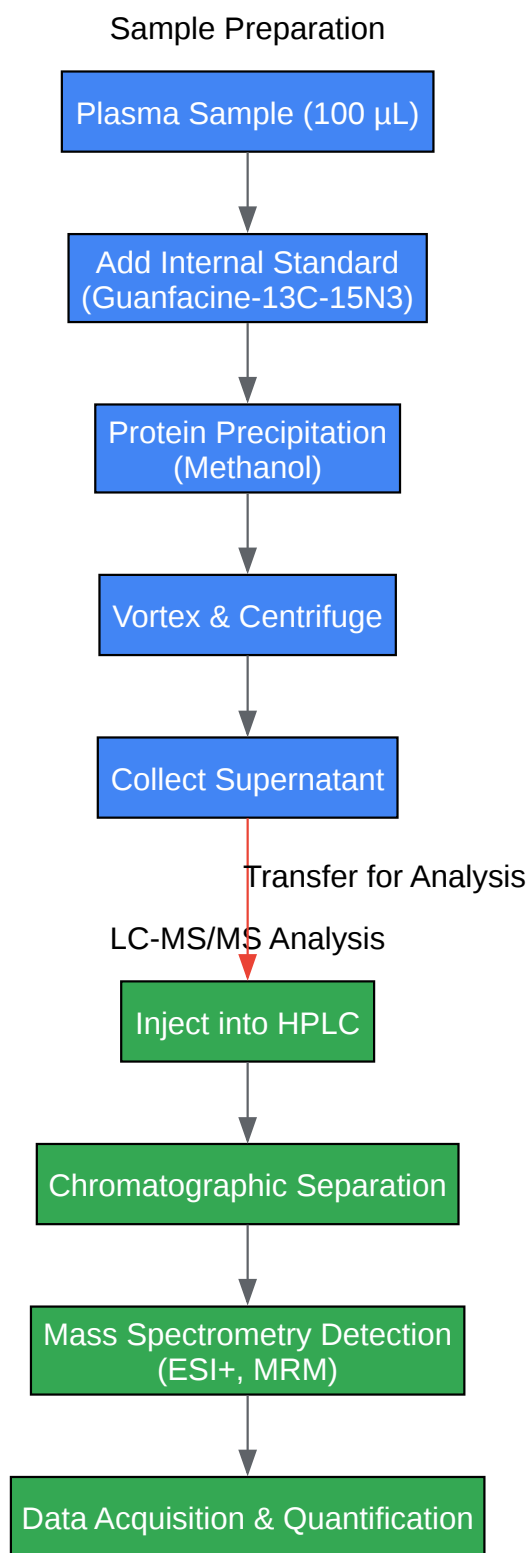 Sample Preparation
Plasma Sample (100 µL)
Add Internal Standard
(Guanfacine-13C-15N3)
Protein Precipitation
(Methanol)
Vortex & Centrifuge
Collect Supernatant
Transfer for Analysis
LC-MS/MS Analysis
Inject into HPLC
Chromatographic Separation
Mass Spectrometry Detection
(ESI+, MRM)
Data Acquisition & Quantification